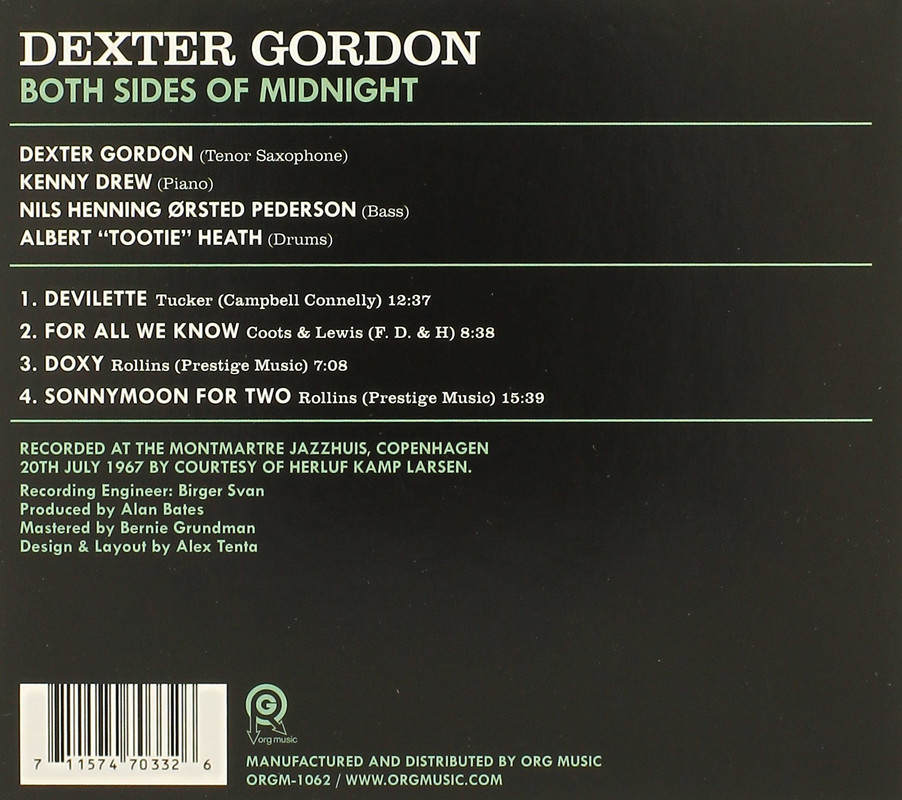 DEXTER GORDON
BOTH SIDES OF MIDNIGHT
DEXTER GORDON (Tenor Saxophone)
KENNY DREW (Piano)
NILS HENNING ØRSTED PEDERSON (Bass)
ALBERT “TOOTIE” HEATH (Drums)
1. DEVILETTE Tucker (Campbell Connelly) 12:37
2. FOR ALL WE KNOW Coots & Lewis (F. D. & H) 8:38
3. DOXY Rollins (Prestige Music) 7:08
4. SONNYMOON FOR TWO Rollins (Prestige Music) 15:39
RECORDED AT THE MONTMARTRE JAZZHUIS, COPENHAGEN
20TH JULY 1967 BY COURTESY OF HERLUF KAMP LARSEN.
Recording Engineer: Birger Svan
Produced by Alan Bates
Mastered by Bernie Grundman
Design & Layout by Alex Tenta
7 11574 70332 6
org music
MANUFACTURED AND DISTRIBUTED BY ORG MUSIC
ORGM-1062 / WWW.ORGMUSIC.COM